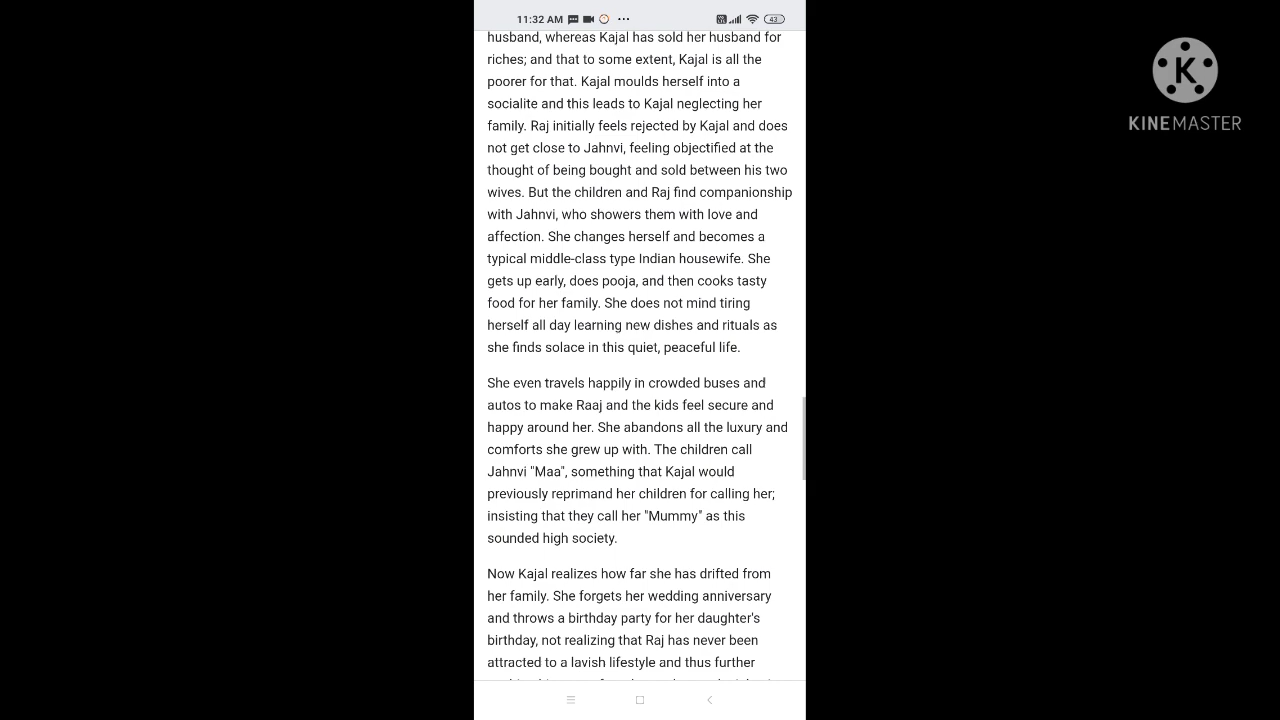 11:32 AM
43
husband, whereas Kajal has sold her husband for
riches; and that to some extent, Kajal is all the
poorer for that. Kajal moulds herself into a
socialite and this leads to Kajal neglecting her
family. Raj initially feels rejected by Kajal and does
not get close to Jahnvi, feeling objectified at the
thought of being bought and sold between his two
wives. But the children and Raj find companionship
with Jahnvi, who showers them with love and
affection. She changes herself and becomes a
typical middle-class type Indian housewife. She
gets up early, does pooja, and then cooks tasty
food for her family. She does not mind tiring
herself all day learning new dishes and rituals as
she finds solace in this quiet, peaceful life.
She even travels happily in crowded buses and
autos to make Raaj and the kids feel secure and
happy around her. She abandons all the luxury and
comforts she grew up with. The children call
Jahnvi "Maa", something that Kajal would
previously reprimand her children for calling her;
insisting that they call her "Mummy" as this
sounded high society.
Now Kajal realizes how far she has drifted from
her family. She forgets her wedding anniversary
and throws a birthday party for her daughter's
birthday, not realizing that Raj has never been
attracted to a lavish lifestyle and thus further
K
KINEMASTER